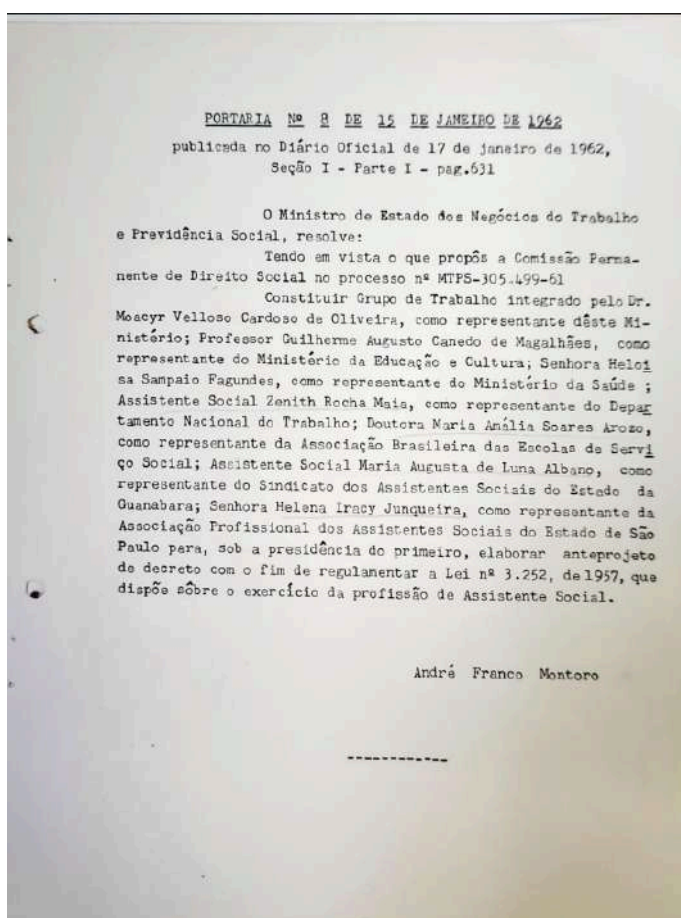 PORTARIA Nº 8 DE 15 DE JANEIRO DE 1962
publicada no Diário Oficial de 17 de janeiro de 1962,
Seção I - Parte I - pag.631
O Ministro de Estado dos Negócios do Trabalho
e Previdência Social, resolve:
Tendo em vista o que propôs a Comissão Perma-
nente de Direito Social no processo nº MTPS-305.499-61
Constituir Grupo de Trabalho integrado pelo Dr.
Moacyr Velloso Cardoso de Oliveira, como representante dêste Mi-
nistério; Professor Guilherme Augusto Canedo de Magalhães, como
representante do Ministério da Educação e Cultura; Senhora Heloi
sa Sampaio Fagundes, como representante do Ministério da Saúde ;
Assistente Social Zenith Rocha Maia, como representante do Depar
tamento Nacional do Trabalho; Doutora Maria Anália Soares Arozo,
como representante da Associação Brasileira das Escolas de Servi
ço Social; Assistente Social Maria Augusta de Luna Albano, como
representante do Sindicato dos Assistentes Sociais do Estado da
Guanabara; Senhora Helena Iracy Junqueira, como representante da
Associação Profissional dos Assistentes Sociais do Estado de São
Paulo para, sob a presidência do primeiro, elaborar anteprojeto
de decreto com o fim de regulamentar a Lei nº 3.252, de 1957, que
dispõe sôbre o exercício da profissão de Assistente Social.
André Franco Montoro
------------